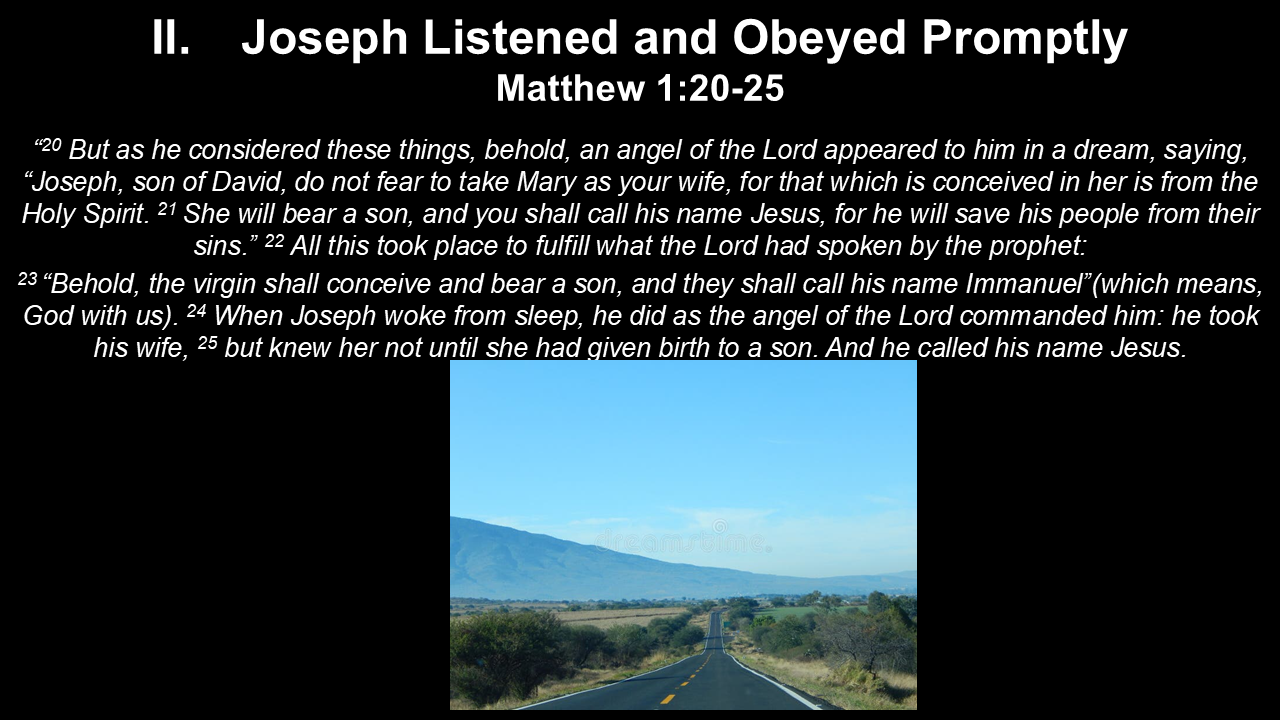 II. Joseph Listened and Obeyed Promptly
Matthew 1:20-25
“20 But as he considered these things, behold, an angel of the Lord appeared to him in a dream, saying,
“Joseph, son of David, do not fear to take Mary as your wife, for that which is conceived in her is from the
Holy Spirit. 21 She will bear a son, and you shall call his name Jesus, for he will save his people from their
sins.” 22 All this took place to fulfill what the Lord had spoken by the prophet:
23 “Behold, the virgin shall conceive and bear a son, and they shall call his name Immanuel”(which means,
God with us). 24 When Joseph woke from sleep, he did as the angel of the Lord commanded him: he took
his wife, 25 but knew her not until she had given birth to a son. And he called his name Jesus.
dreamstime.